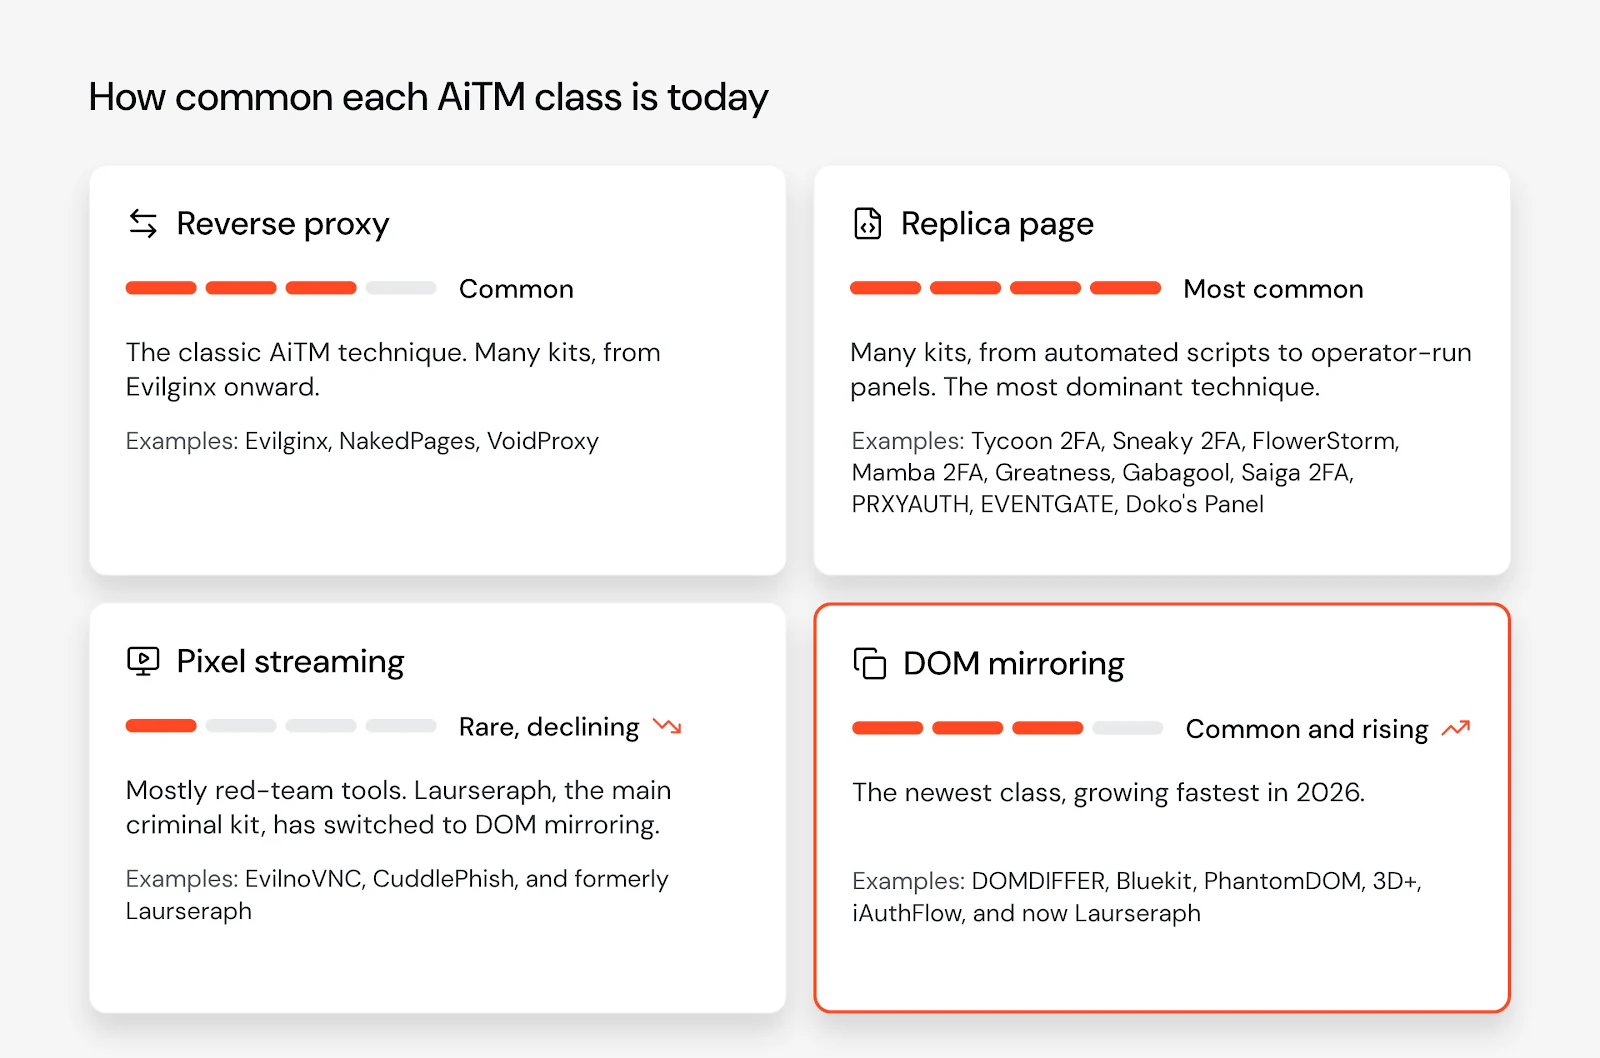 How common each AiTM class is today
Reverse proxy
Common
The classic AiTM technique. Many kits, from
Evilginx onward.
Examples: Evilginx, NakedPages, VoidProxy
Replica page
Most common
Many kits, from automated scripts to operator-run
panels. The most dominant technique.
Examples: Tycoon 2FA, Sneaky 2FA, FlowerStorm,
Mamba 2FA, Greatness, Gabagool, Saiga 2FA,
PRXYAUTH, EVENTGATE, Doko's Panel
Pixel streaming
Rare, declining
Mostly red-team tools. Laurseraph, the main
criminal kit, has switched to DOM mirroring.
Examples: EvilnoVNC, CuddlePhish, and formerly
Laurseraph
DOM mirroring
Common and rising
The newest class, growing fastest in 2026.
Examples: DOMDIFFER, Bluekit, PhantomDOM, 3D+,
iAuthFlow, and now Laurseraph